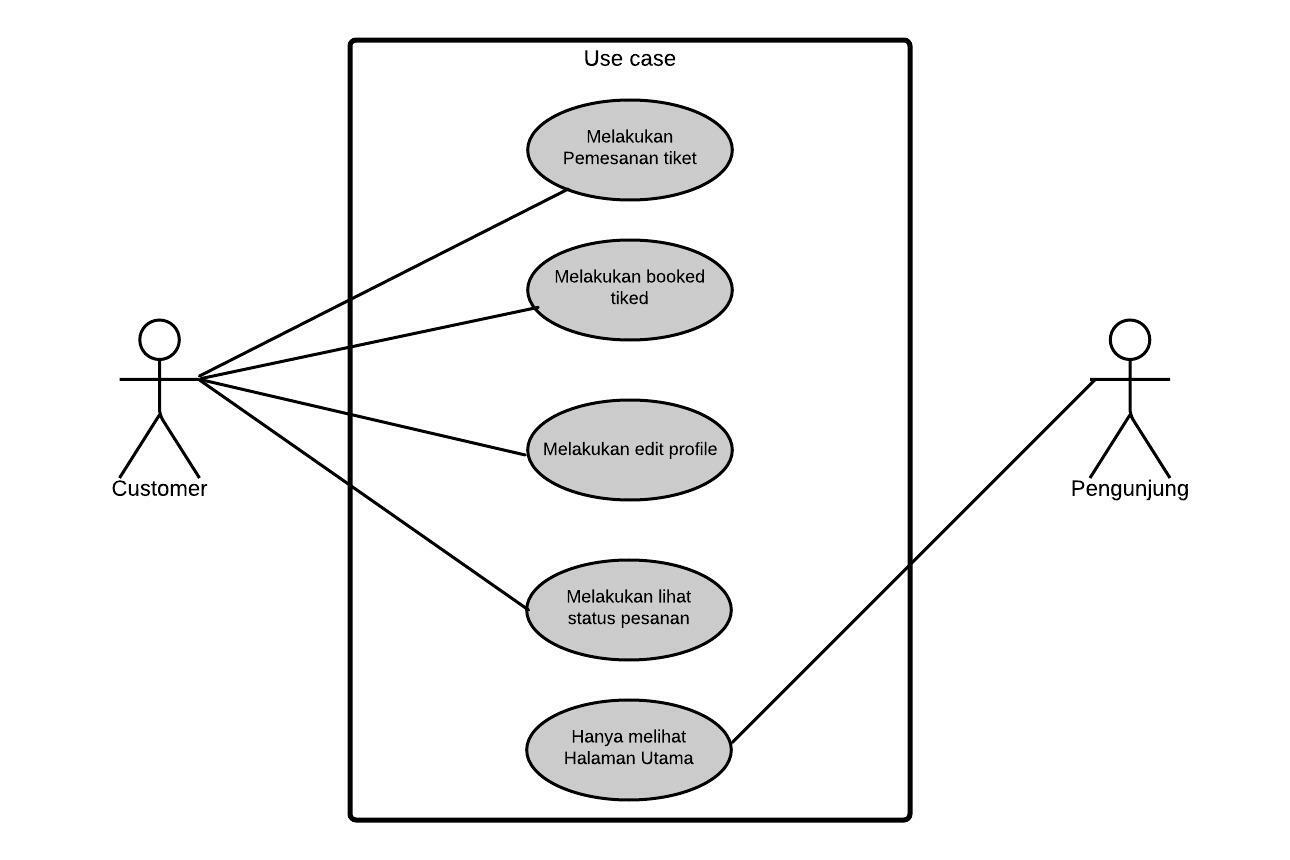 Use case
Melakukan
Pemesanan tiket
Melakukan booked
tiked
Melakukan edit profile
Melakukan lihat
status pesanan
Hanya melihat
Halaman Utama
Customer
Pengunjung